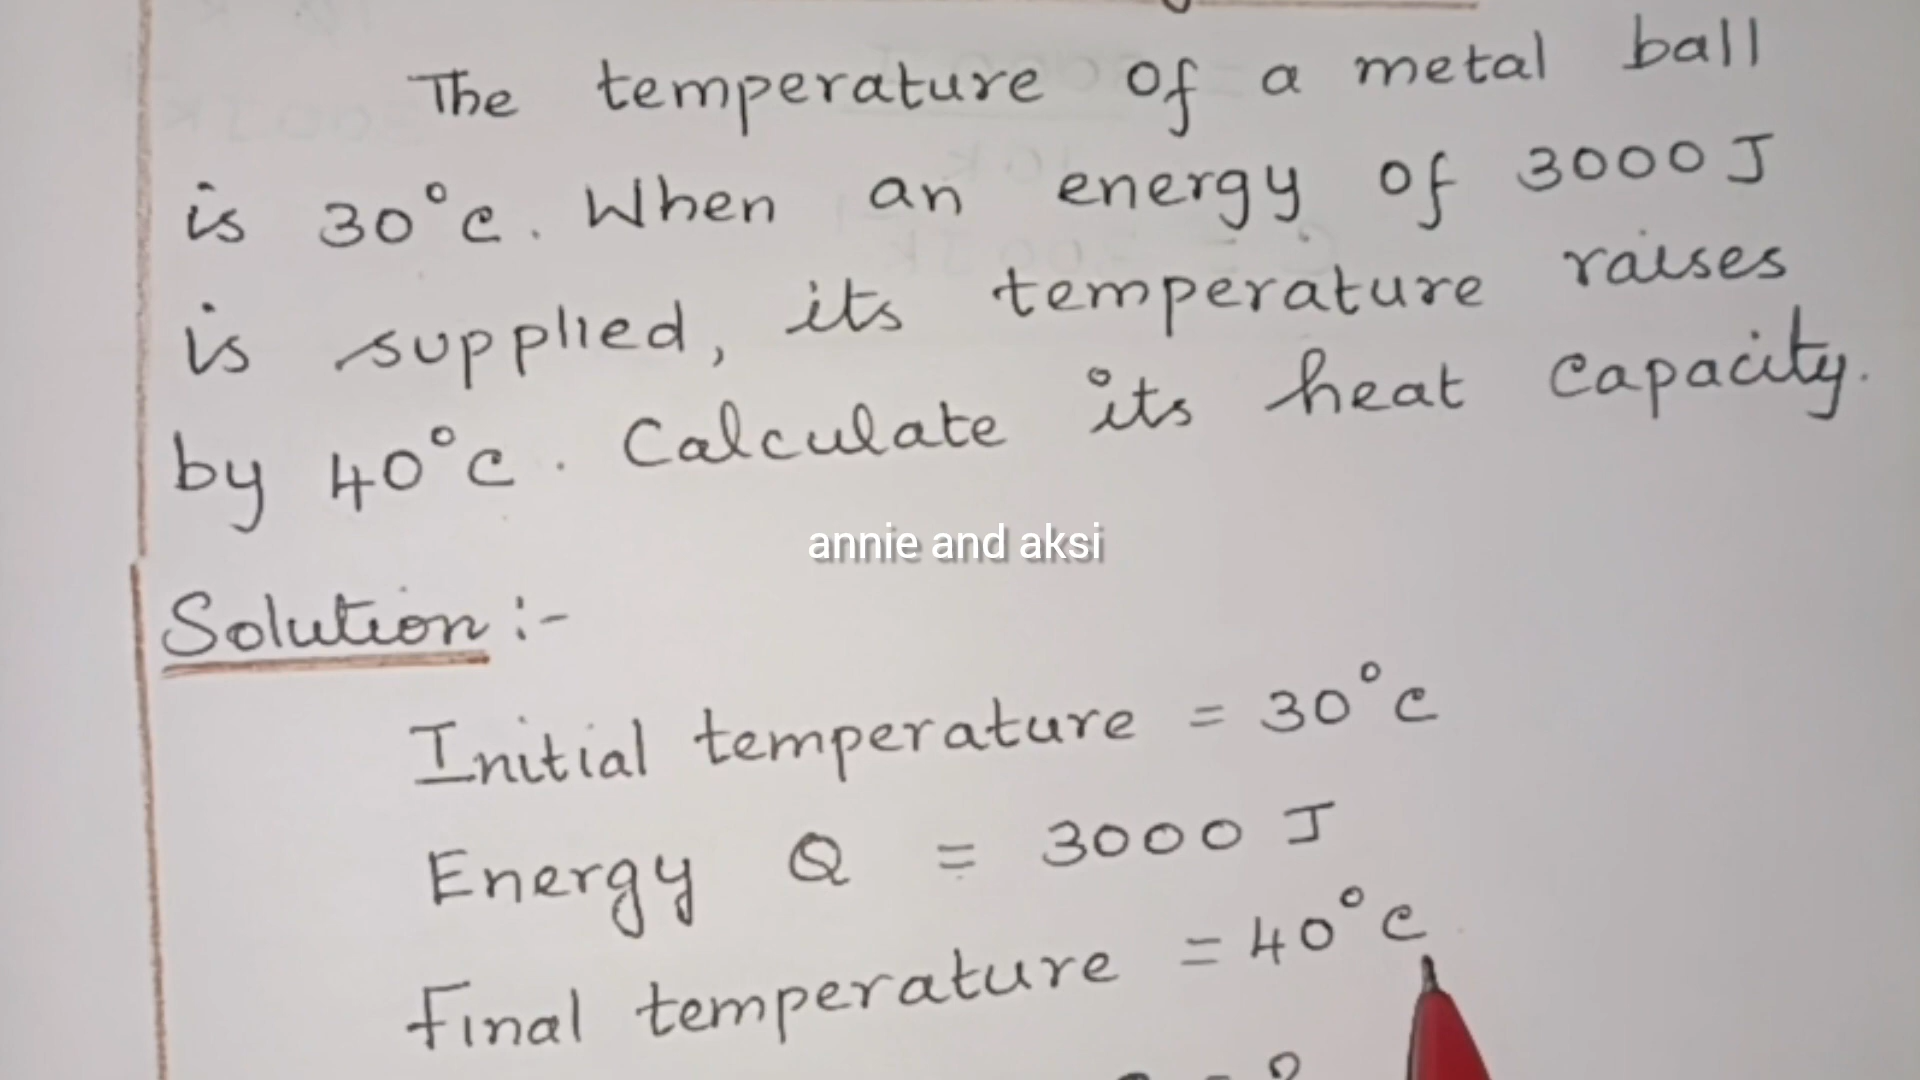 The temperature of a metal ball
is 30°c. When an energy of 3000 J
is supplied, its temperature raises
by 40°c. Calculate its heat capacity.
annie and aksi
Solution :-
Initial temperature = 30°c
Energy Q = 3000 J
Final temperature = 40°c